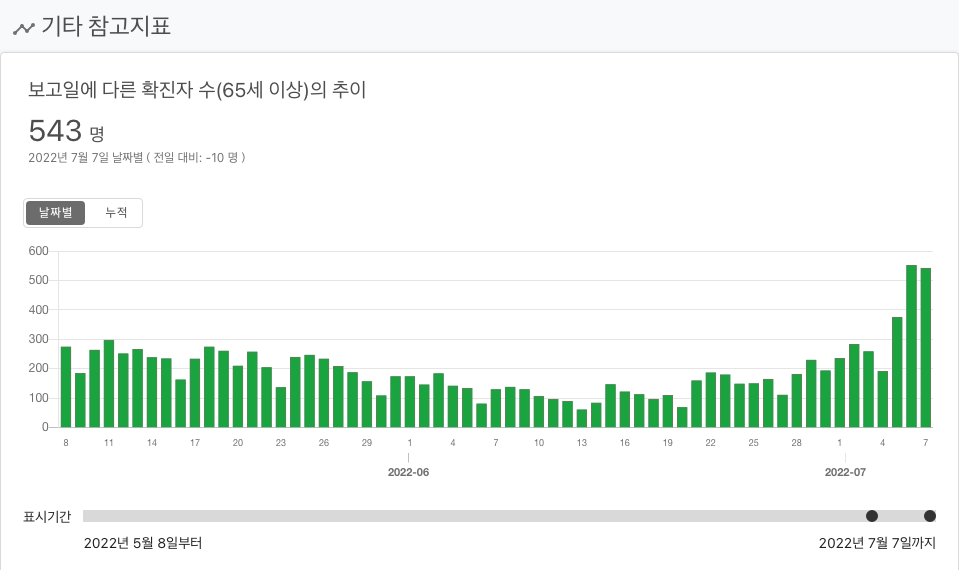 기타 참고지표
보고일에 다른 확진자 수(65세 이상)의 추이
543 명
2022년 7월 7일 날짜별 ( 전일 대비: -10 명 )
날짜별 누적
600
500
400
300
200
100
0
8 11 14 17 20 23 26 29 1 4 7 10 13 16 19 22 25 28 1 4 7
2022-06 2022-07
표시기간
2022년 5월 8일부터 2022년 7월 7일까지